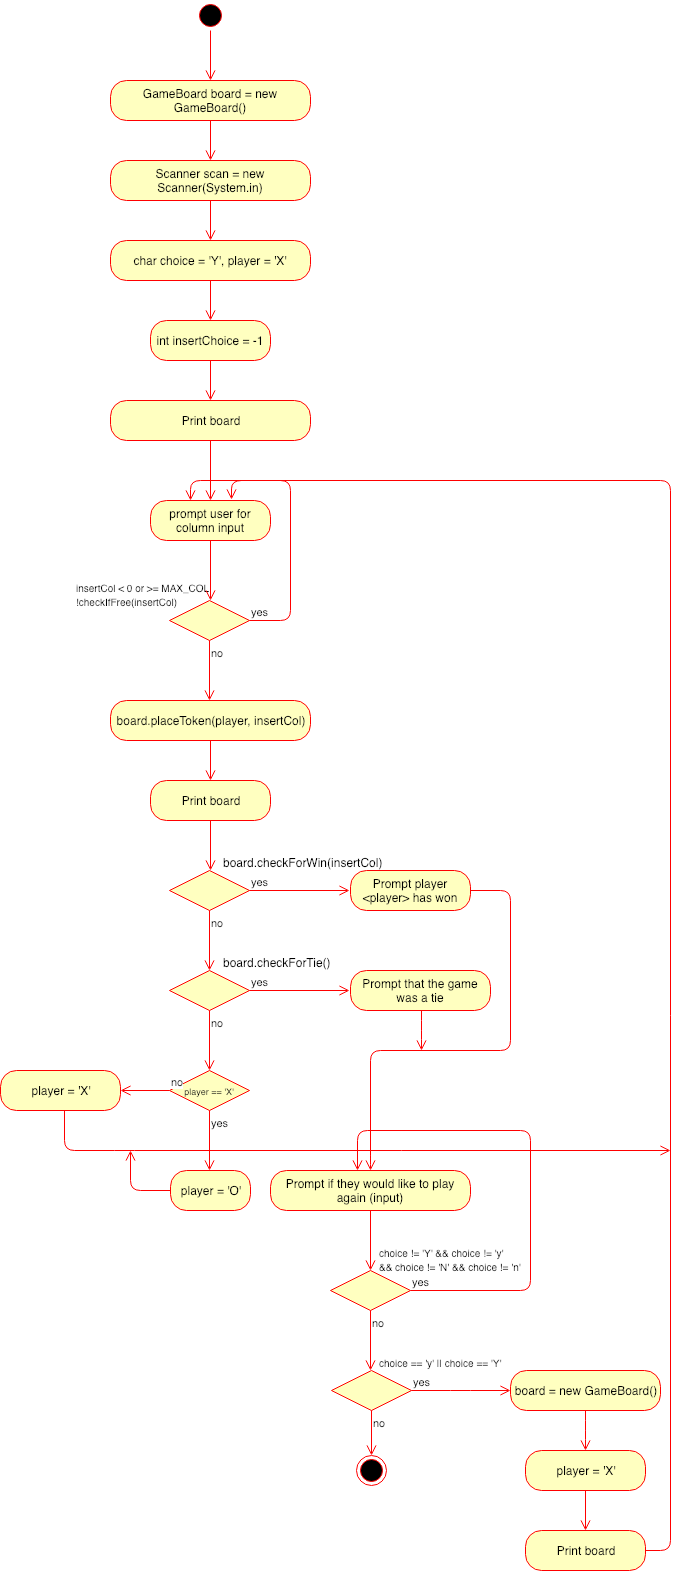 GameBoard board = new
GameBoard()
Scanner scan = new
Scanner(System.in)
char choice = 'Y', player = 'X'
int insertChoice = -1
Print board
prompt user for
column input
insertCol < 0 or >= MAX_COL
!checkIfFree(insertCol)
yes
no
board.placeToken(player, insertCol)
Print board
board.checkForWin(insertCol)
yes
Prompt player
<player> has won
no
board.checkForTie()
yes
Prompt that the game
was a tie
no
player = 'X'
no
player == 'X'
yes
player = 'O'
Prompt if they would like to play
again (input)
choice != 'Y' && choice != 'y'
&& choice != 'N' && choice != 'n'
yes
no
choice == 'y' || choice == 'Y'
yes
board = new GameBoard()
no
player = 'X'
Print board